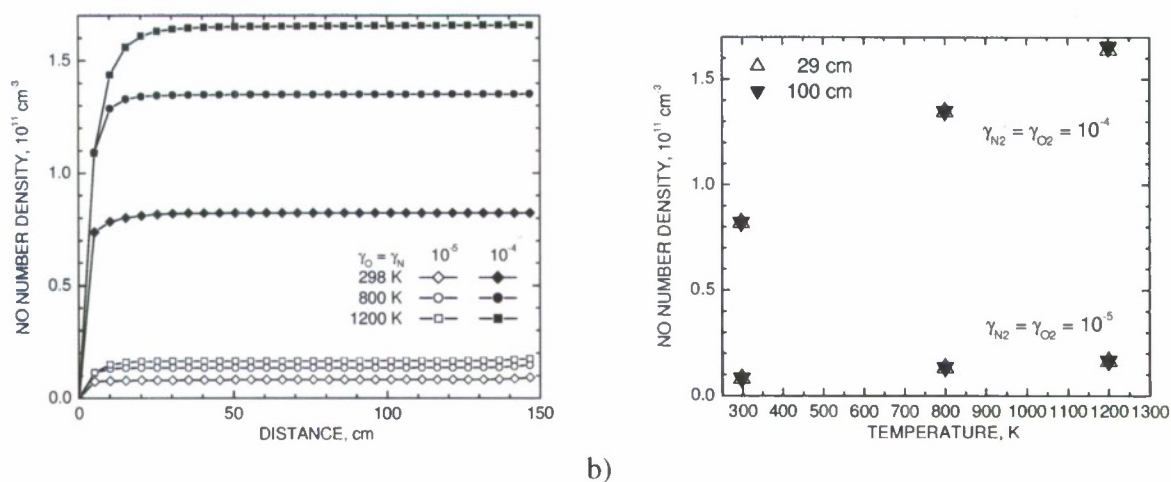 NO NUMBER DENSITY, 10¹¹ cm³
1.5
1.0
0.5
0.0
0 50 100 150
DISTANCE, cm
γO = γN 10⁻⁵ 10⁻⁴
298 K
800 K
1200 K
NO NUMBER DENSITY, 10¹¹ cm³
1.5
1.0
0.5
0.0
300 400 500 600 700 800 900 1000 1100 1200 1300
TEMPERATURE, K
29 cm
100 cm
γN2 = γO2 = 10⁻⁴
γN2 = γO2 = 10⁻⁵
b)